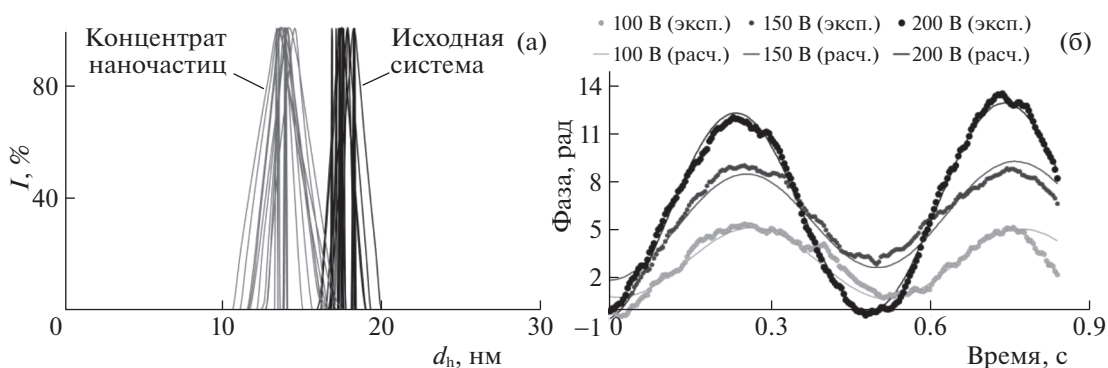 Концентрат
наночастиц
Исходная
система
(а)
80
40
I, %
0
10
20
30
d_h, нм
100 В (эксп.) 150 В (эксп.) 200 В (эксп.)
100 В (расч.) 150 В (расч.) 200 В (расч.)
(б)
14
11
8
5
2
–1
Фаза, рад
0
0.3
0.6
0.9
Время, с